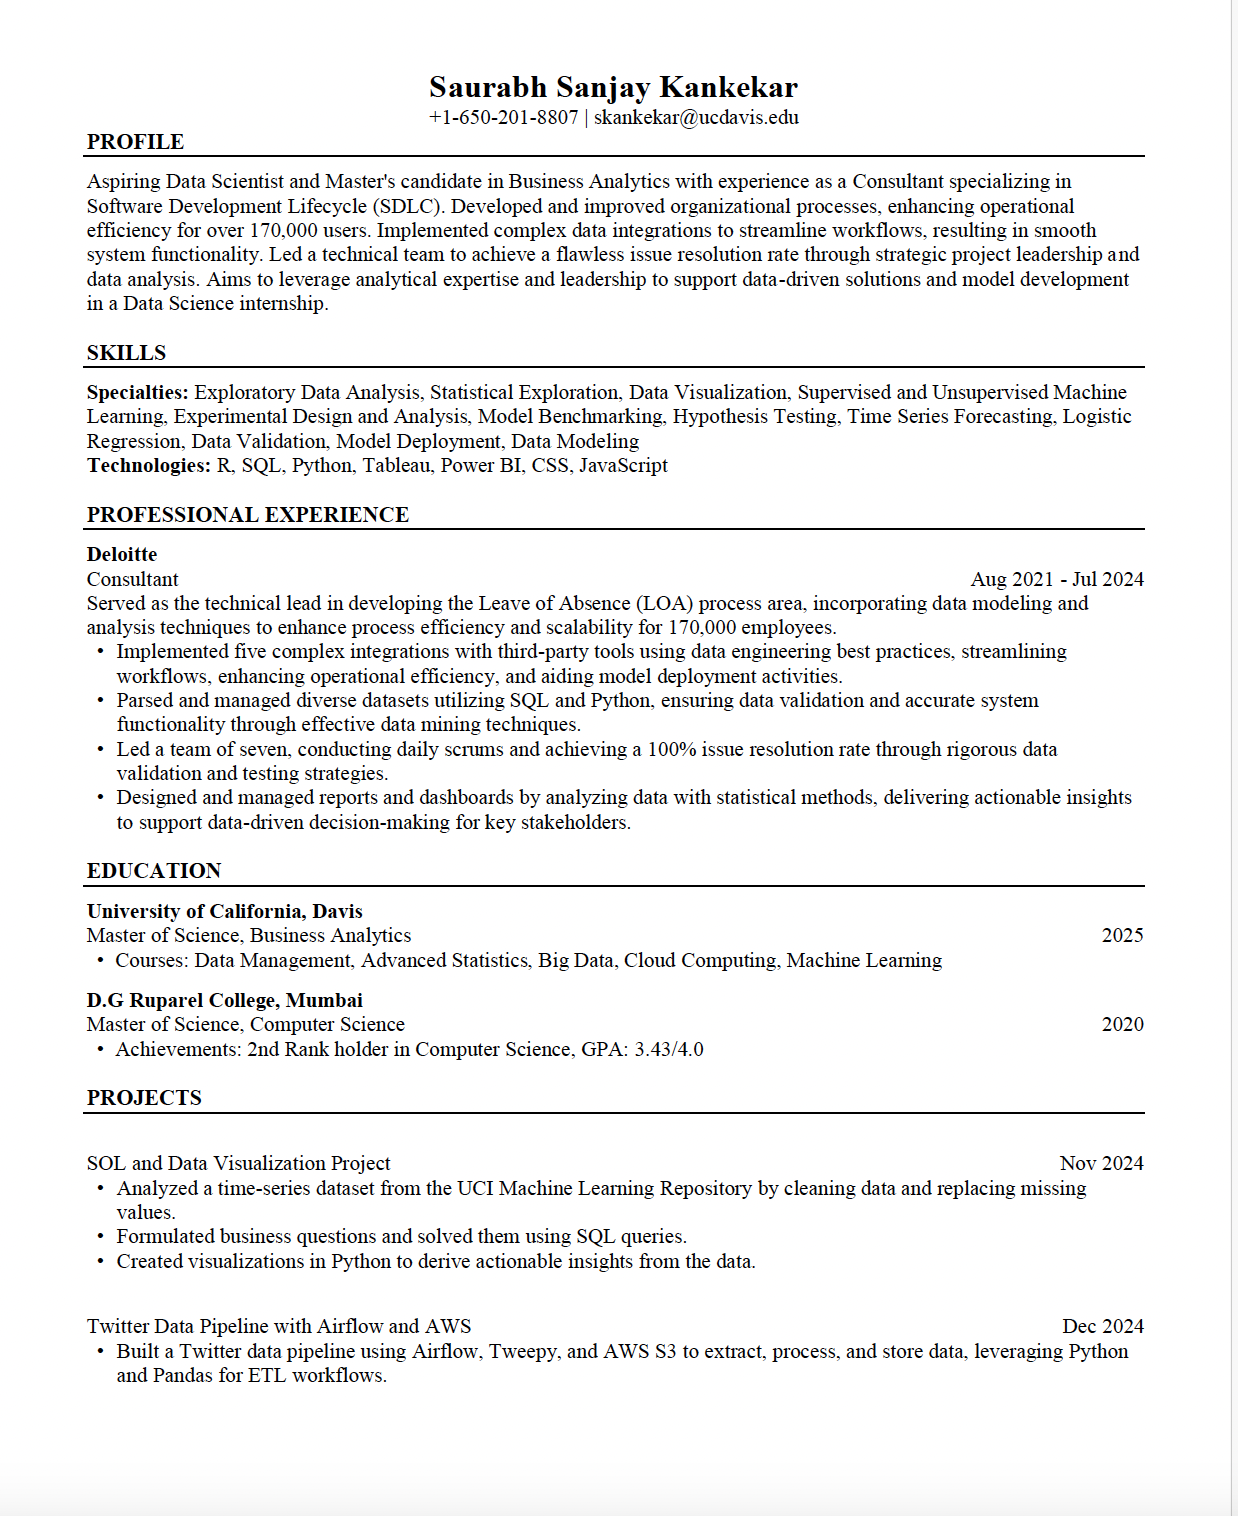 Saurabh Sanjay Kankekar
+1-650-201-8807 | skankekar@ucdavis.edu
PROFILE
Aspiring Data Scientist and Master's candidate in Business Analytics with experience as a Consultant specializing in
Software Development Lifecycle (SDLC). Developed and improved organizational processes, enhancing operational
efficiency for over 170,000 users. Implemented complex data integrations to streamline workflows, resulting in smooth
system functionality. Led a technical team to achieve a flawless issue resolution rate through strategic project leadership and
data analysis. Aims to leverage analytical expertise and leadership to support data-driven solutions and model development
in a Data Science internship.
SKILLS
Specialties: Exploratory Data Analysis, Statistical Exploration, Data Visualization, Supervised and Unsupervised Machine
Learning, Experimental Design and Analysis, Model Benchmarking, Hypothesis Testing, Time Series Forecasting, Logistic
Regression, Data Validation, Model Deployment, Data Modeling
Technologies: R, SQL, Python, Tableau, Power BI, CSS, JavaScript
PROFESSIONAL EXPERIENCE
Deloitte
Consultant Aug 2021 - Jul 2024
Served as the technical lead in developing the Leave of Absence (LOA) process area, incorporating data modeling and
analysis techniques to enhance process efficiency and scalability for 170,000 employees.
• Implemented five complex integrations with third-party tools using data engineering best practices, streamlining
workflows, enhancing operational efficiency, and aiding model deployment activities.
• Parsed and managed diverse datasets utilizing SQL and Python, ensuring data validation and accurate system
functionality through effective data mining techniques.
• Led a team of seven, conducting daily scrums and achieving a 100% issue resolution rate through rigorous data
validation and testing strategies.
• Designed and managed reports and dashboards by analyzing data with statistical methods, delivering actionable insights
to support data-driven decision-making for key stakeholders.
EDUCATION
University of California, Davis
Master of Science, Business Analytics 2025
• Courses: Data Management, Advanced Statistics, Big Data, Cloud Computing, Machine Learning
D.G Ruparel College, Mumbai
Master of Science, Computer Science 2020
• Achievements: 2nd Rank holder in Computer Science, GPA: 3.43/4.0
PROJECTS
SOL and Data Visualization Project Nov 2024
• Analyzed a time-series dataset from the UCI Machine Learning Repository by cleaning data and replacing missing
values.
• Formulated business questions and solved them using SQL queries.
• Created visualizations in Python to derive actionable insights from the data.
Twitter Data Pipeline with Airflow and AWS Dec 2024
• Built a Twitter data pipeline using Airflow, Tweepy, and AWS S3 to extract, process, and store data, leveraging Python
and Pandas for ETL workflows.